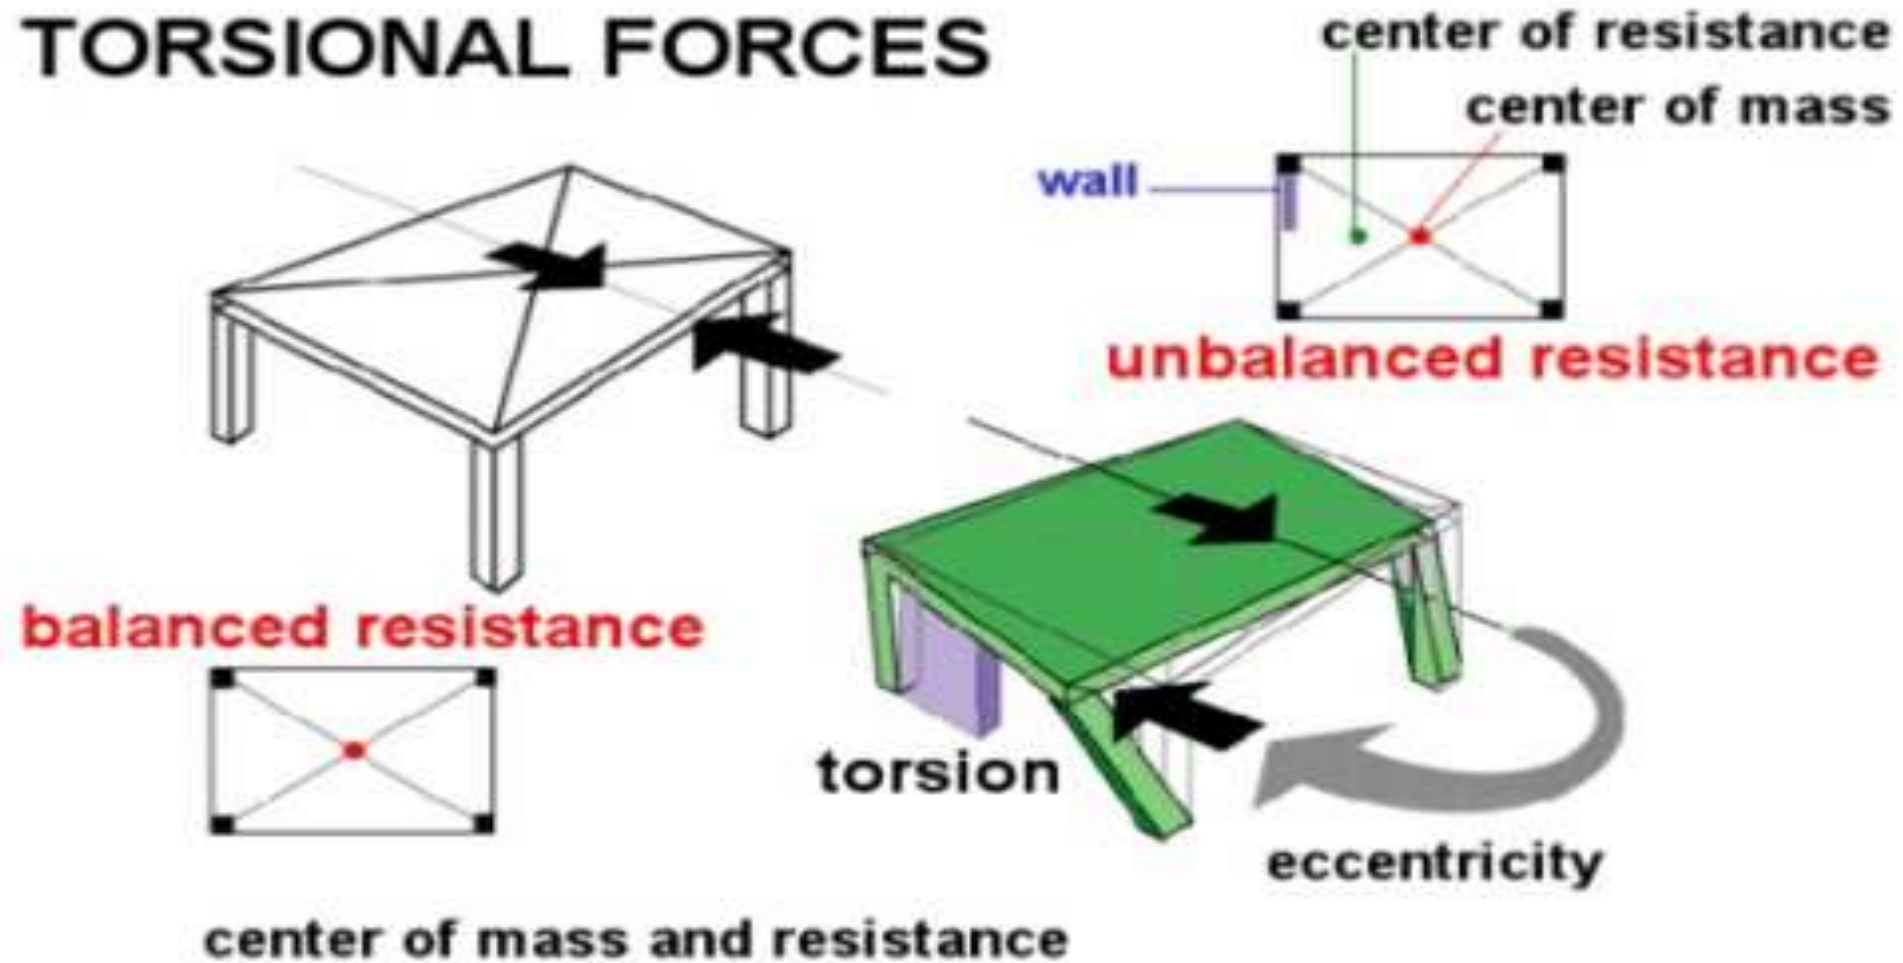 TORSIONAL FORCES
center of resistance
center of mass
wall
unbalanced resistance
balanced resistance
torsion
eccentricity
center of mass and resistance